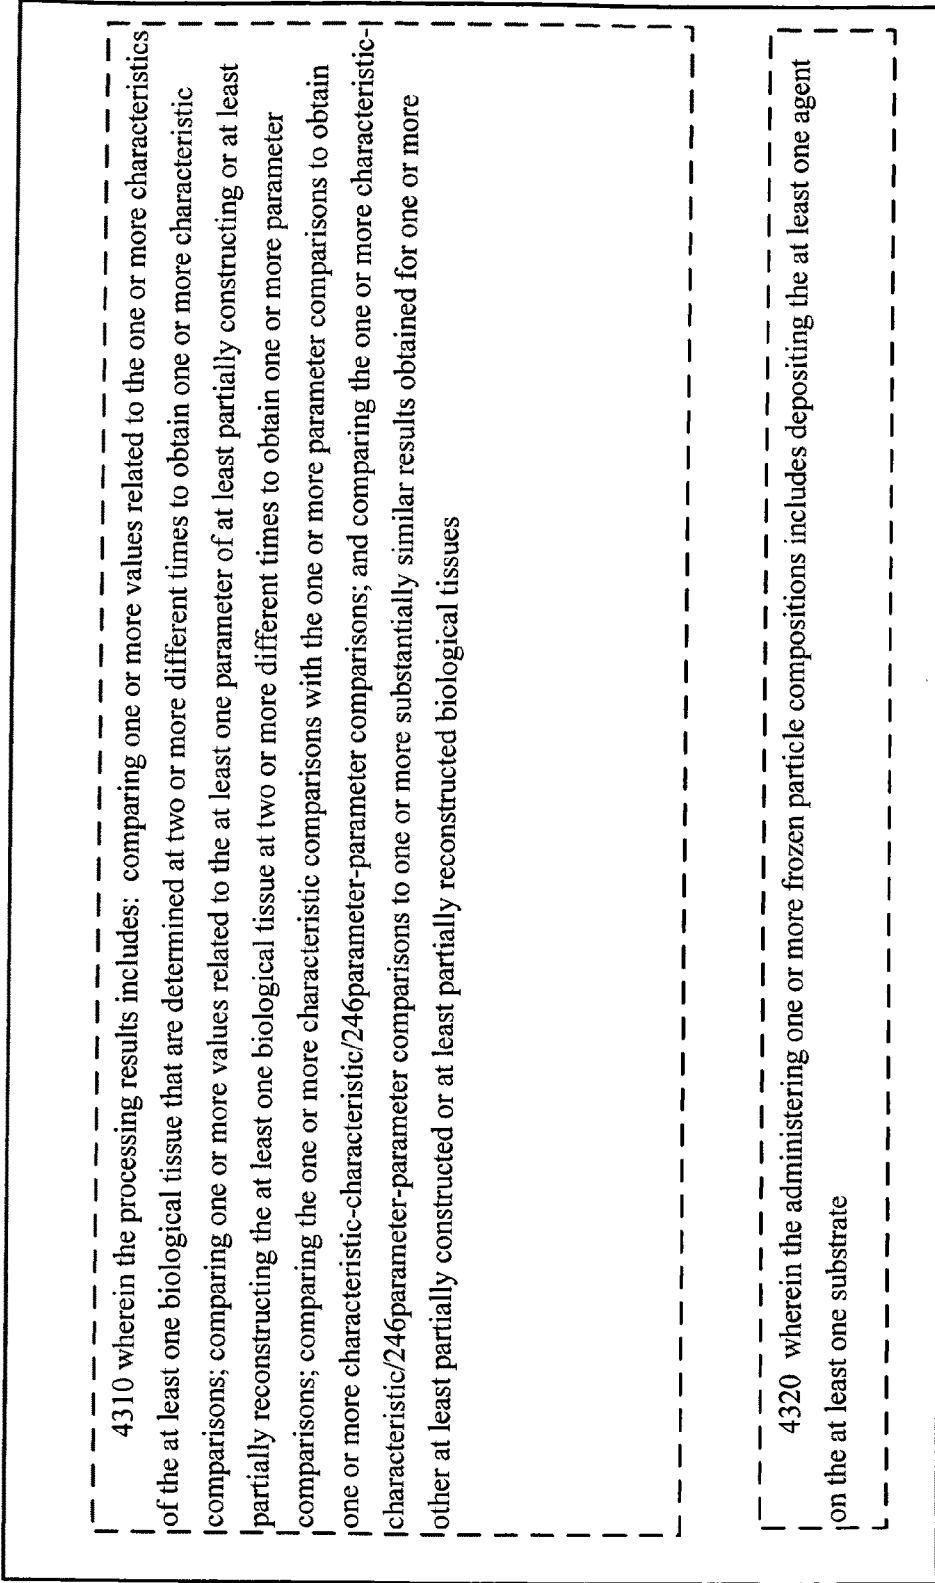 4310 wherein the processing results includes: comparing one or more values related to the one or more characteristics
of the at least one biological tissue that are determined at two or more different times to obtain one or more characteristic
comparisons; comparing one or more values related to the at least one parameter of at least partially constructing or at least
partially reconstructing the at least one biological tissue at two or more different times to obtain one or more parameter
comparisons; comparing the one or more characteristic comparisons with the one or more parameter comparisons to obtain
one or more characteristic-characteristic/246parameter-parameter comparisons; and comparing the one or more characteristic-
characteristic/246parameter-parameter comparisons to one or more substantially similar results obtained for one or more
other at least partially constructed or at least partially reconstructed biological tissues
4320 wherein the administering one or more frozen particle compositions includes depositing the at least one agent
on the at least one substrate